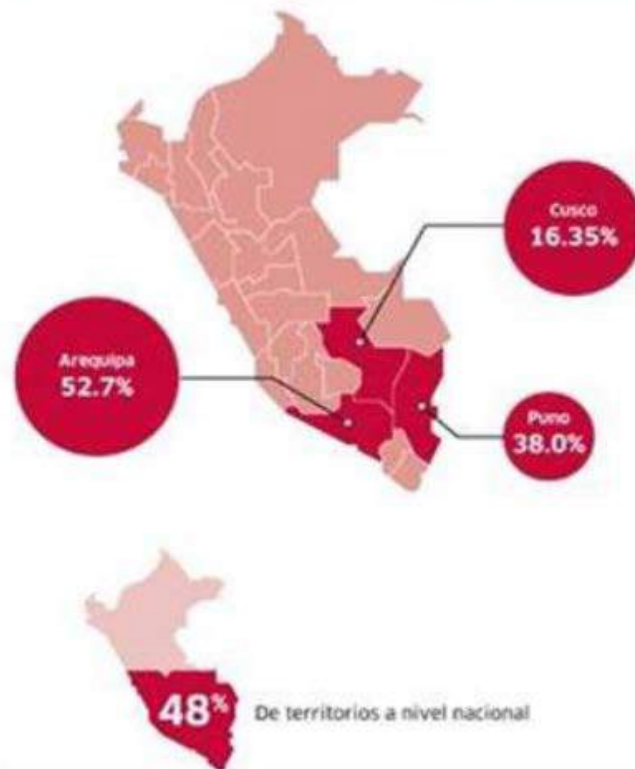 Cusco
16.35%
Arequipa
52.7%
Puno
38.0%
48%
De territorios a nivel nacional